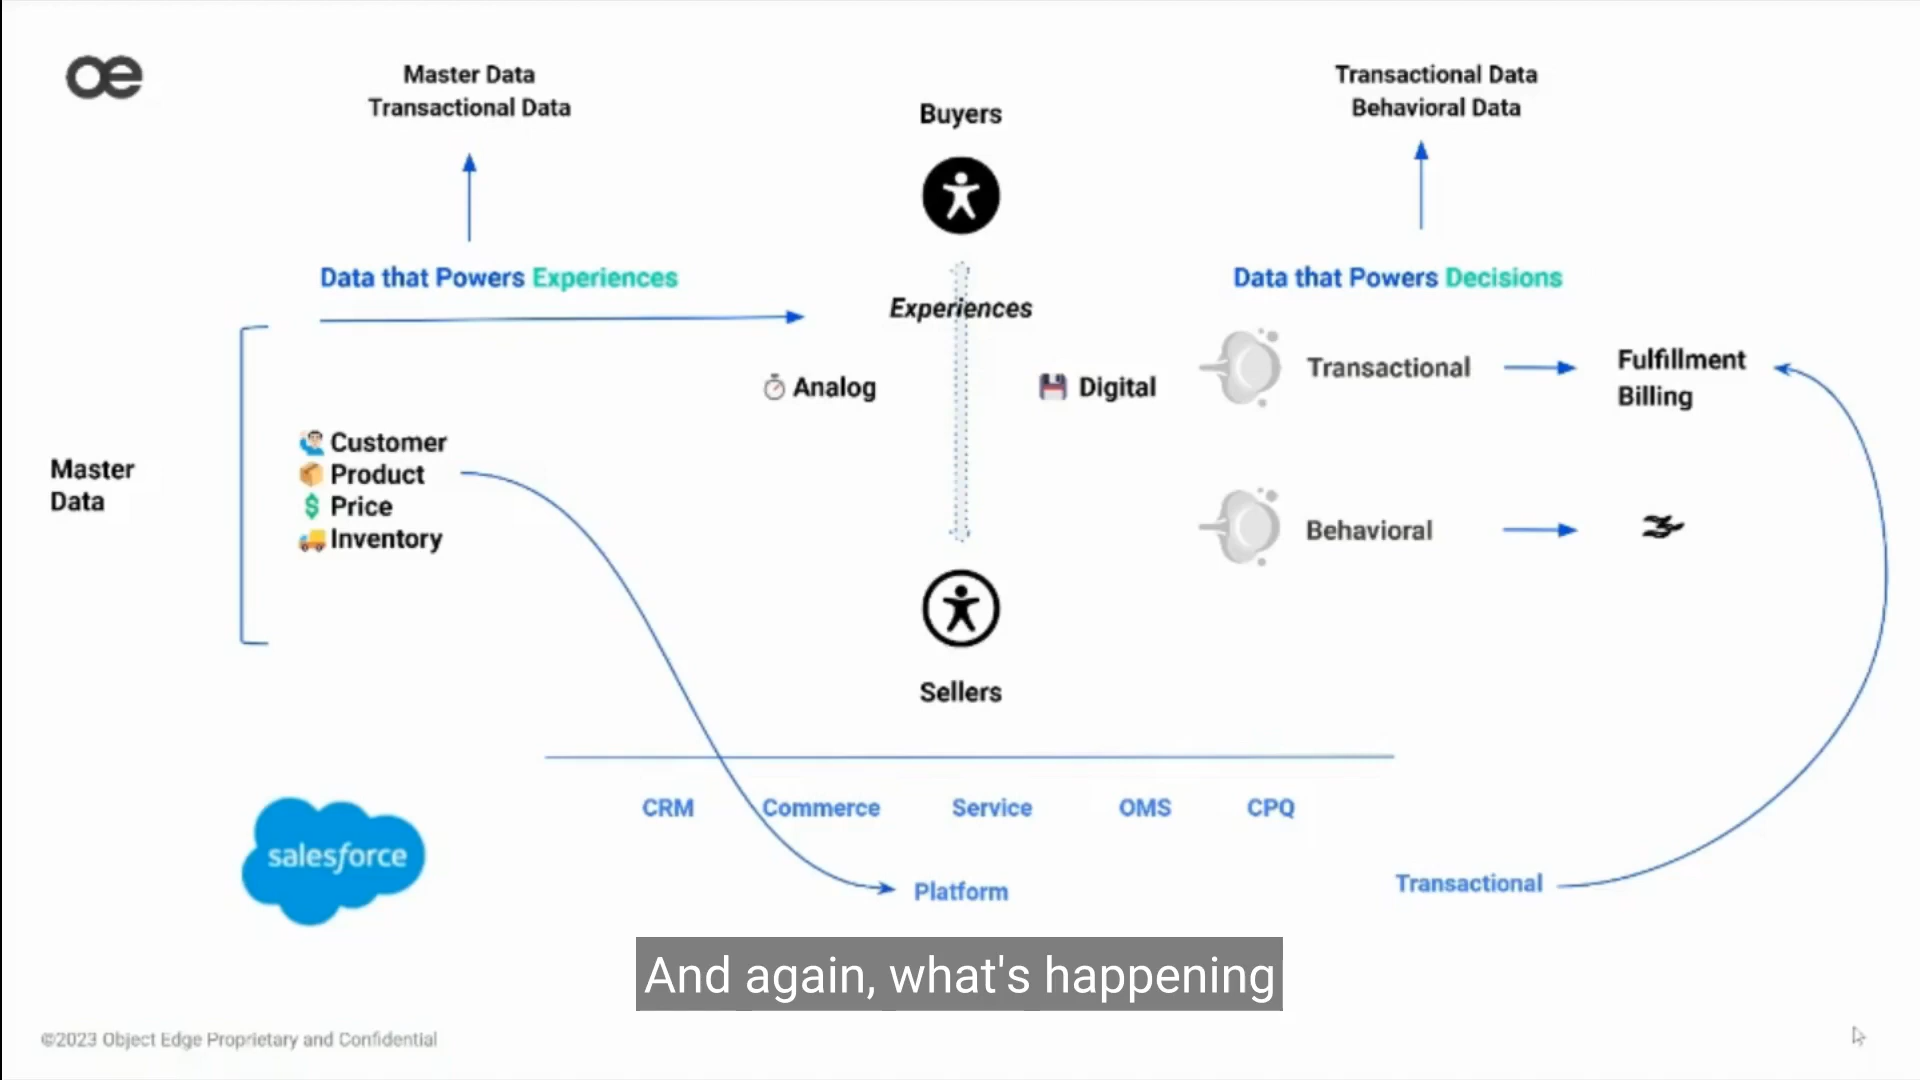 oe
Master Data
Transactional Data
Buyers
Transactional Data
Behavioral Data
Data that Powers Experiences
Experiences
Data that Powers Decisions
Analog
Digital
Transactional
Fulfillment
Billing
Master
Data
Customer
Product
Price
Inventory
Behavioral
Sellers
CRM
Commerce
Service
OMS
CPQ
salesforce
Platform
Transactional
And again, what's happening
©2023 Object Edge Proprietary and Confidential